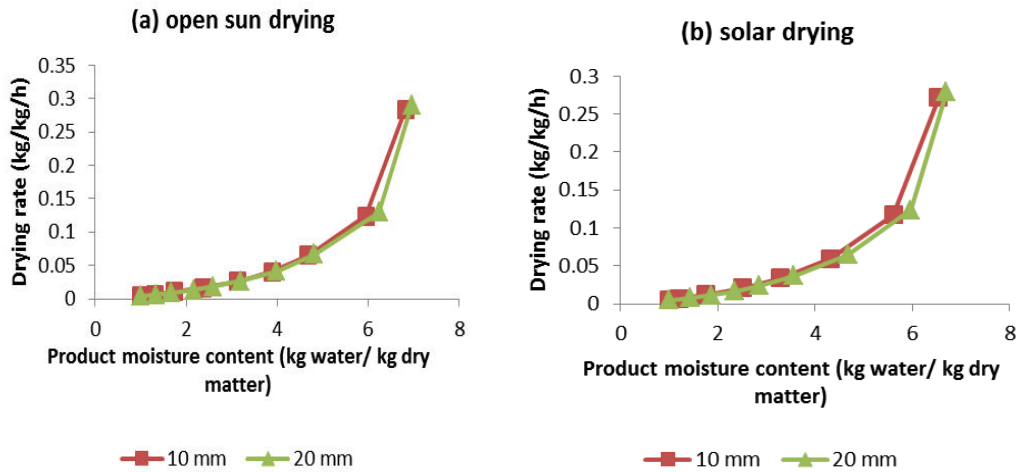 (a) open sun drying
Drying rate (kg/kg/h)
0.35
0.3
0.25
0.2
0.15
0.1
0.05
0
0 2 4 6 8
Product moisture content (kg water/ kg dry
matter)
10 mm 20 mm
(b) solar drying
Drying rate (kg/kg/h)
0.3
0.25
0.2
0.15
0.1
0.05
0
0 2 4 6 8
Product moisture content (kg water/ kg dry
matter)
10 mm 20 mm